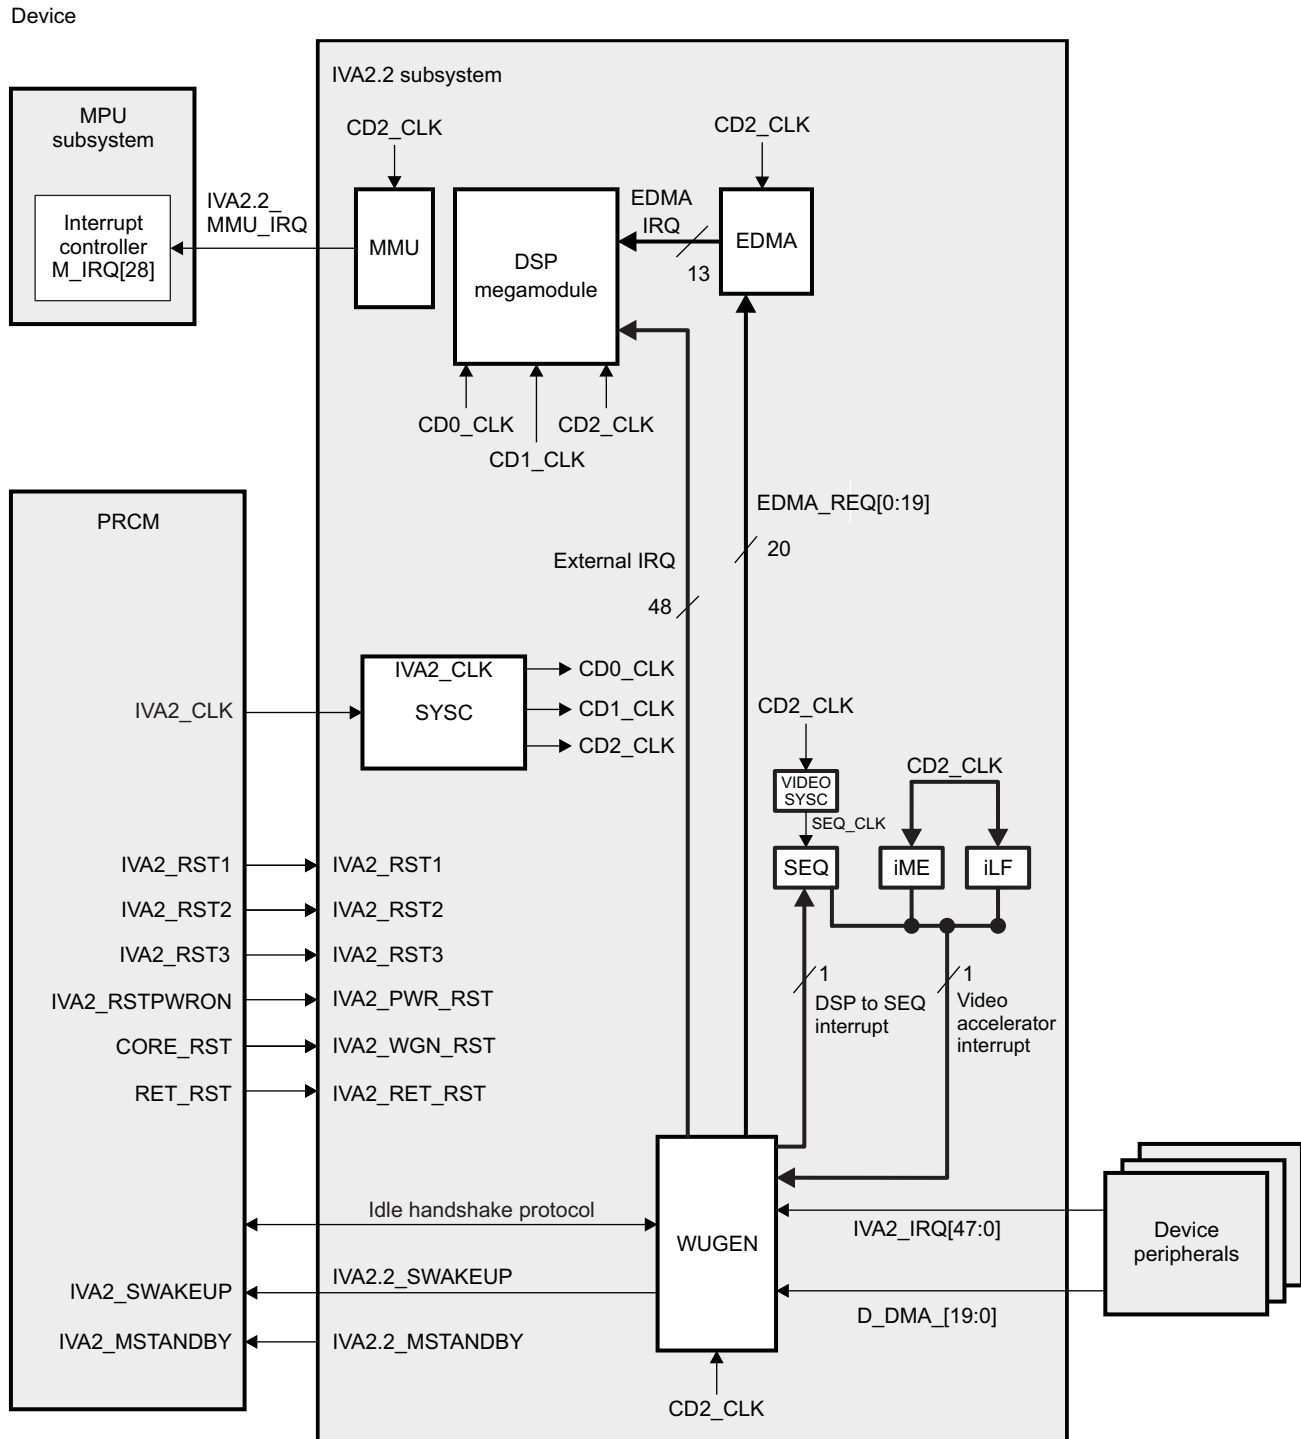 Device
IVA2.2 subsystem
MPU
subsystem
Interrupt
controller
M_IRQ[28]
IVA2.2_
MMU_IRQ
CD2_CLK
MMU
DSP
megamodule
EDMA
IRQ
13
CD2_CLK
EDMA
CD0_CLK
CD2_CLK
CD1_CLK
EDMA_REQ[0:19]
20
External IRQ
48
PRCM
IVA2_CLK
IVA2_CLK
SYSC
CD0_CLK
CD1_CLK
CD2_CLK
CD2_CLK
VIDEO
SYSC
SEQ_CLK
SEQ
CD2_CLK
iME
iLF
1
DSP to SEQ
interrupt
1
Video
accelerator
interrupt
IVA2_RST1
IVA2_RST1
IVA2_RST2
IVA2_RST2
IVA2_RST3
IVA2_RST3
IVA2_RSTPWRON
IVA2_PWR_RST
CORE_RST
IVA2_WGN_RST
RET_RST
IVA2_RET_RST
Idle handshake protocol
WUGEN
IVA2_IRQ[47:0]
Device
peripherals
IVA2_SWAKEUP
IVA2.2_SWAKEUP
D_DMA_[19:0]
IVA2_MSTANDBY
IVA2.2_MSTANDBY
CD2_CLK